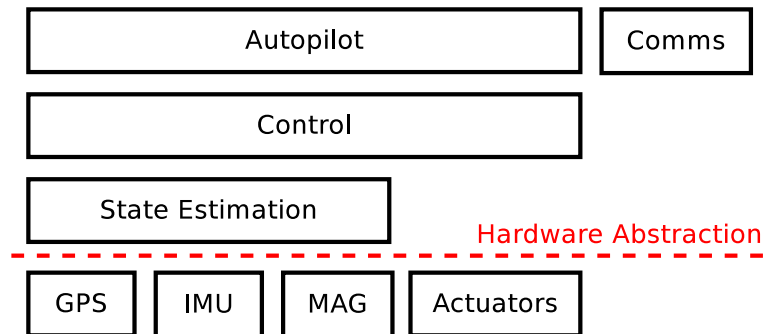 Autopilot
Comms
Control
State Estimation
Hardware Abstraction
GPS
IMU
MAG
Actuators